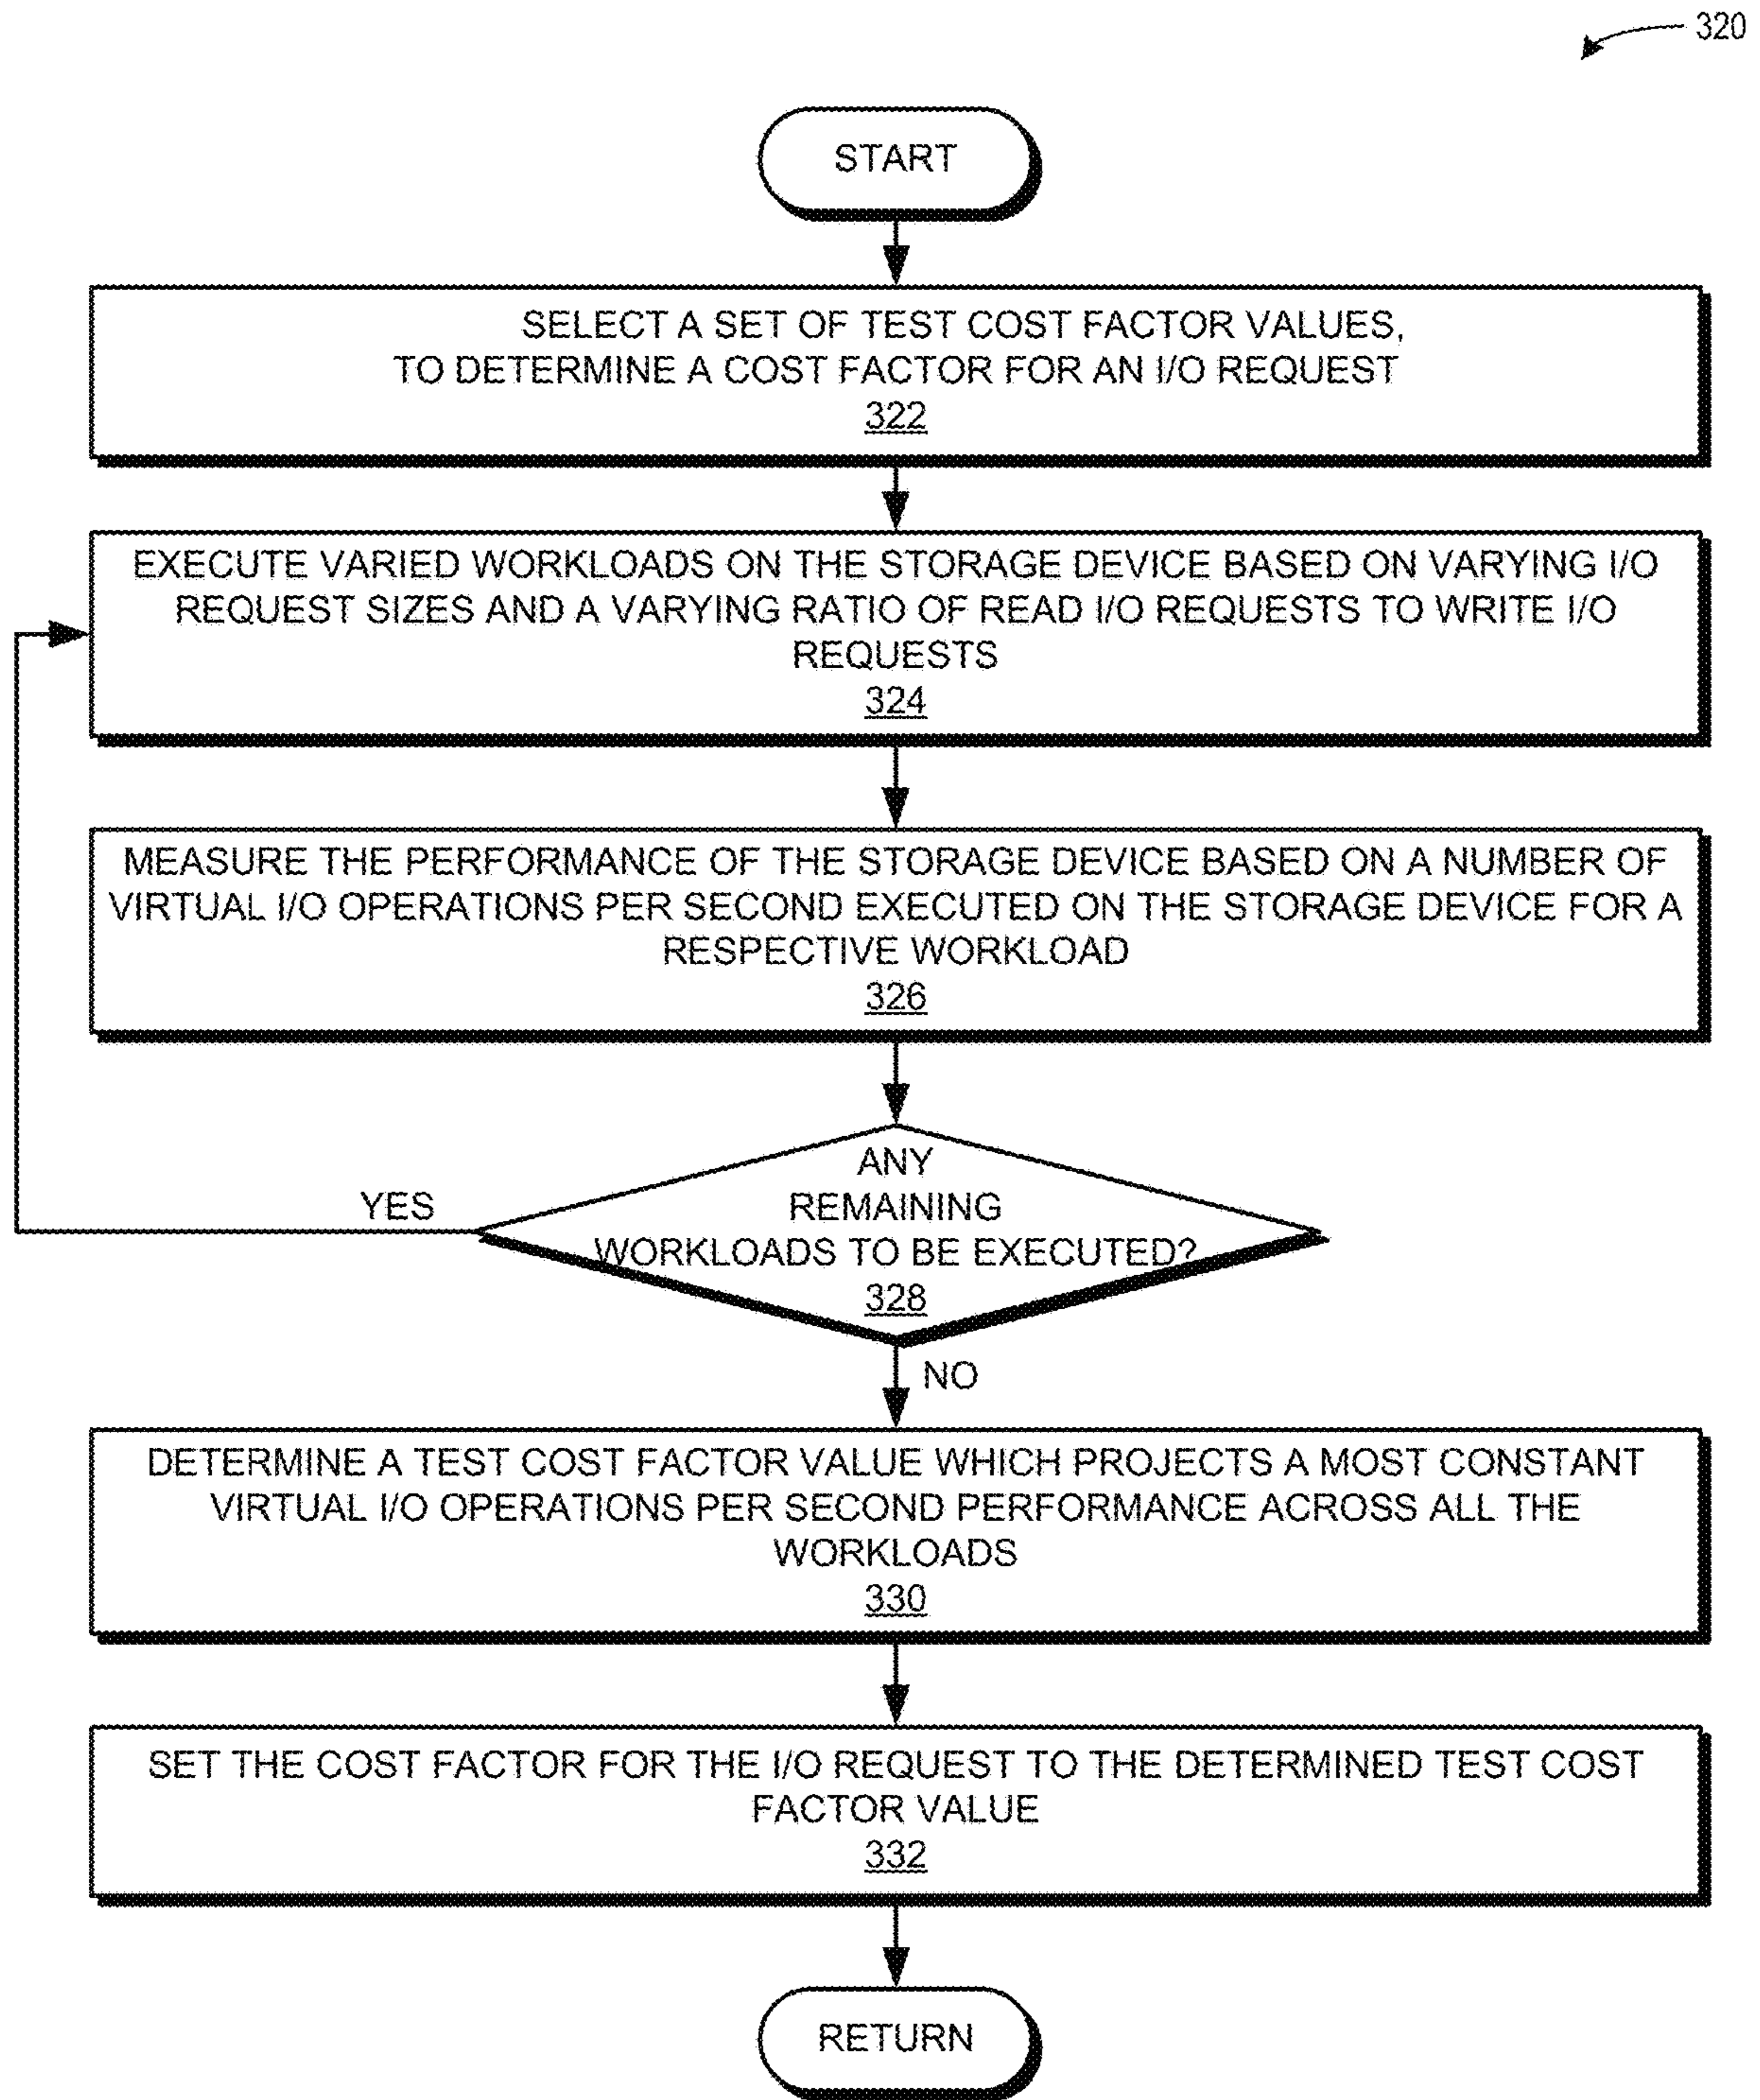 320
START
SELECT A SET OF TEST COST FACTOR VALUES,
TO DETERMINE A COST FACTOR FOR AN I/O REQUEST
322
EXECUTE VARIED WORKLOADS ON THE STORAGE DEVICE BASED ON VARYING I/O
REQUEST SIZES AND A VARYING RATIO OF READ I/O REQUESTS TO WRITE I/O
REQUESTS
324
MEASURE THE PERFORMANCE OF THE STORAGE DEVICE BASED ON A NUMBER OF
VIRTUAL I/O OPERATIONS PER SECOND EXECUTED ON THE STORAGE DEVICE FOR A
RESPECTIVE WORKLOAD
326
ANY
YES
REMAINING
WORKLOADS TO BE EXECUTED?
328
NO
DETERMINE A TEST COST FACTOR VALUE WHICH PROJECTS A MOST CONSTANT
VIRTUAL I/O OPERATIONS PER SECOND PERFORMANCE ACROSS ALL THE
WORKLOADS
330
SET THE COST FACTOR FOR THE I/O REQUEST TO THE DETERMINED TEST COST
FACTOR VALUE
332
RETURN